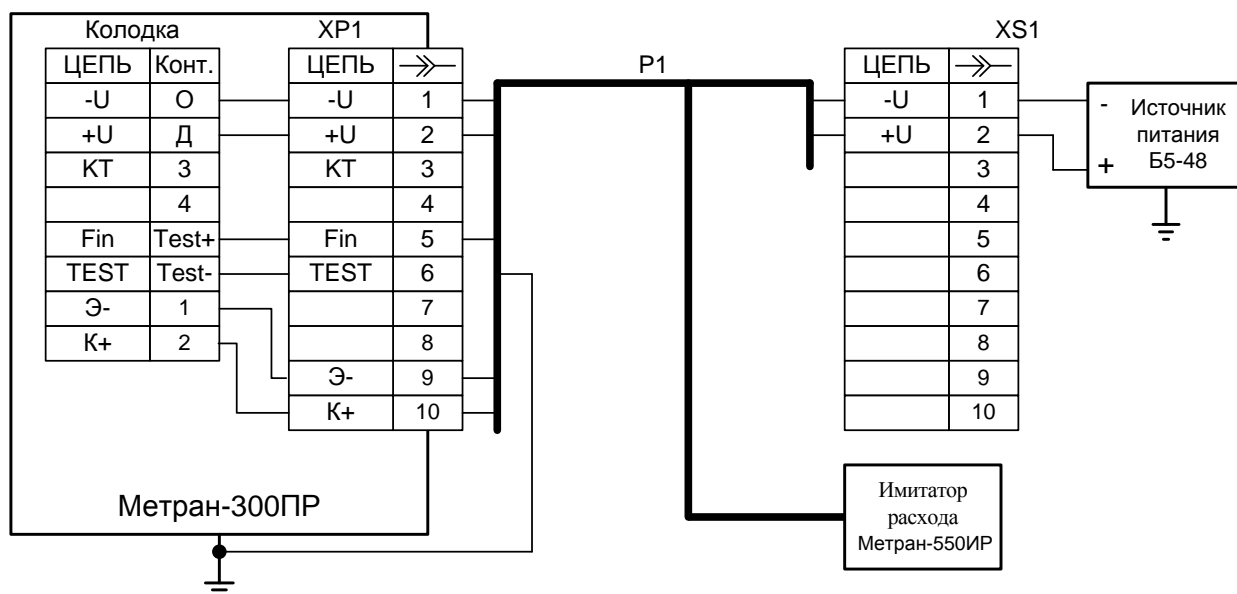 Колодка
ЦЕПЬ Конт.
-U О
+U Д
КТ 3
4
Fin Test+
TEST Test-
Э- 1
К+ 2
XP1
ЦЕПЬ
-U 1
+U 2
КТ 3
4
Fin 5
TEST 6
7
8
Э- 9
К+ 10
Метран-300ПР
P1
XS1
ЦЕПЬ
-U 1
+U 2
3
4
5
6
7
8
9
10
- Источник
питания
+ Б5-48
Имитатор
расхода
Метран-550ИР